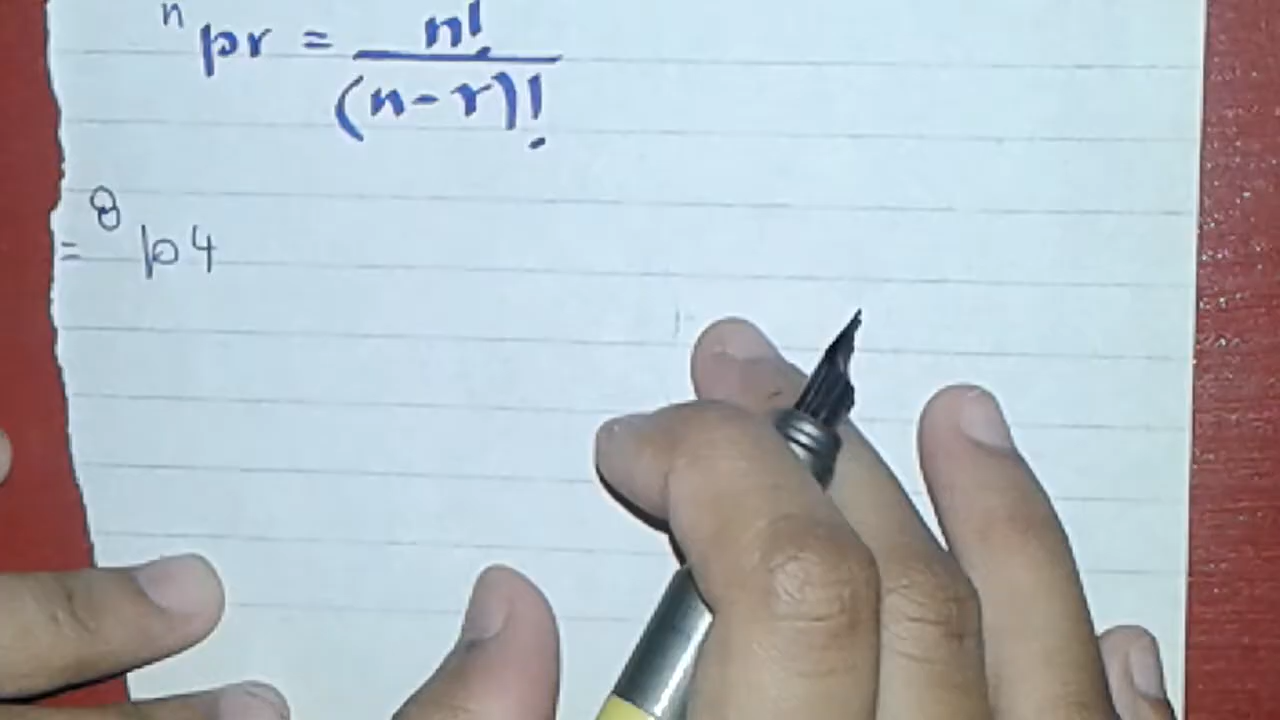 ⁿpr = n!
(n-r)!
= ⁸p4